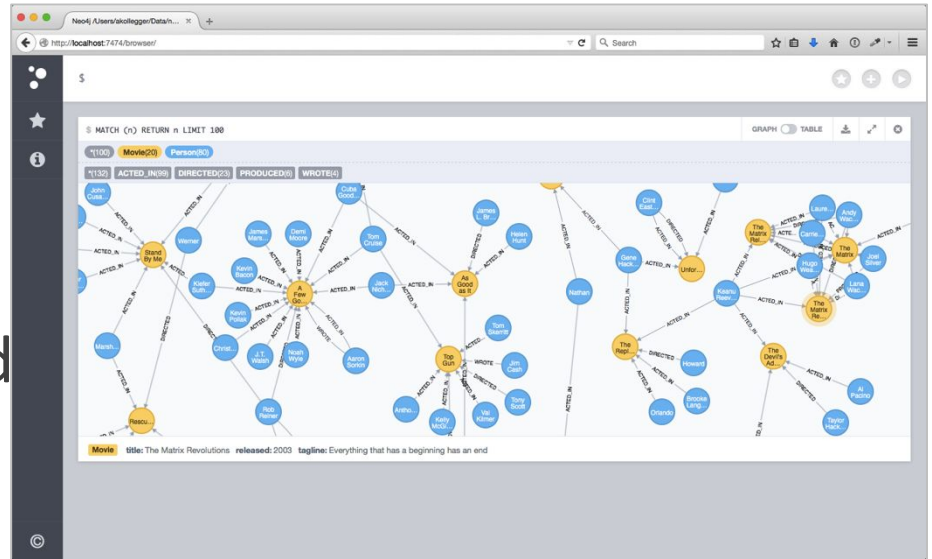 Neo4j /Users/akollegger/Data/n...
http://localhost:7474/browser/
Search
$
$ MATCH (n) RETURN n LIMIT 100
GRAPH TABLE
*(100) Movie(20) Person(80)
*(132) ACTED_IN(99) DIRECTED(23) PRODUCED(6) WROTE(4)
John Cusa...
Cuba Good...
James L. Br...
Helen Hunt
Clint East...
Laure...
Andy Wac...
Stand By Me
Werner
James Mars...
Demi Moore
Tom Cruise
Gene Hack...
Unfor...
The Matrix Rel...
Carrie...
The Matrix
Joel Silver
Hugo Wea...
Lana Wac...
Kiefer Suth...
Kevin Bacon
A Few Go...
Jack Nich...
As Good as It
Nathan
Keanu Reev...
The Matrix Re...
Kevin Pollak
Marsh...
Christ...
J.T. Walsh
Noah Wyle
Aaron Sorkin
Tom Skerritt
Top Gun
Jim Cash
The Repl...
Howard
The Devil's Ad...
d
Rob Reiner
Antho...
Kelly McGi...
Val Kilmer
Tony Scott
Orlando
Brooke Lang...
Al Pacino
Taylor Hack...
Rescu...
ACTED_IN
DIRECTED
WROTE
Movie title: The Matrix Revolutions released: 2003 tagline: Everything that has a beginning has an end